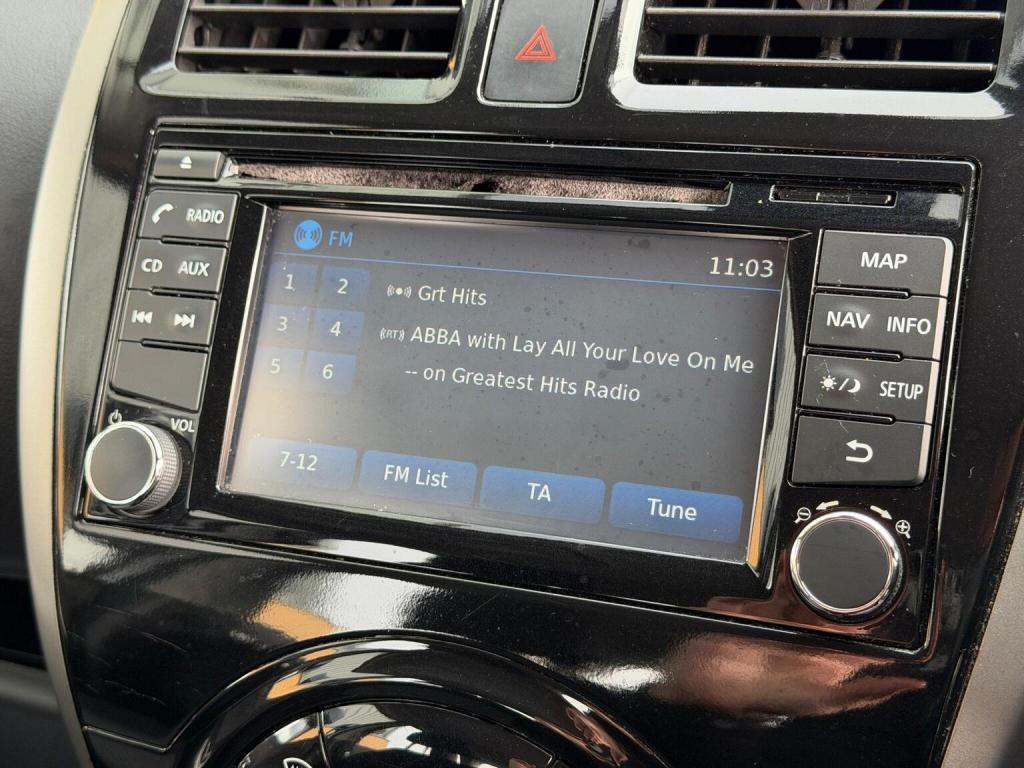 RADIO
CD AUX
VOL
FM
11:03
1 2
3 4
5 6
Grt Hits
(RT) ABBA with Lay All Your Love On Me
-- on Greatest Hits Radio
7-12 FM List TA Tune
MAP
NAV INFO
SETUP